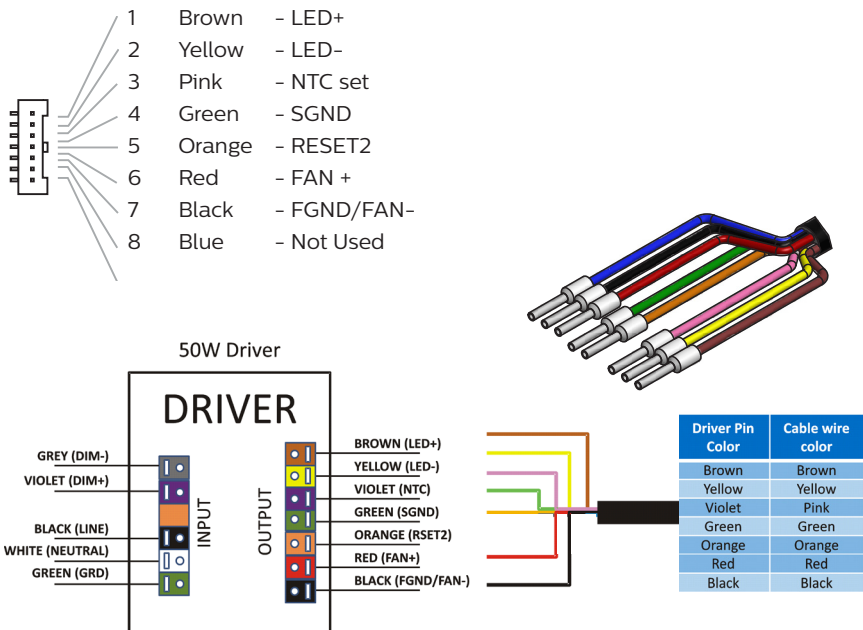 1 Brown - LED+
2 Yellow - LED-
3 Pink - NTC set
4 Green - SGND
5 Orange - RESET2
6 Red - FAN +
7 Black - FGND/FAN-
8 Blue - Not Used
50W Driver
DRIVER
GREY (DIM-)
VIOLET (DIM+)
BLACK (LINE)
WHITE (NEUTRAL)
GREEN (GRD)
INPUT
OUTPUT
BROWN (LED+)
YELLOW (LED-)
VIOLET (NTC)
GREEN (SGND)
ORANGE (RSET2)
RED (FAN+)
BLACK (FGND/FAN-)
Driver Pin Color Cable wire color
Brown Brown
Yellow Yellow
Violet Pink
Green Green
Orange Orange
Red Red
Black Black